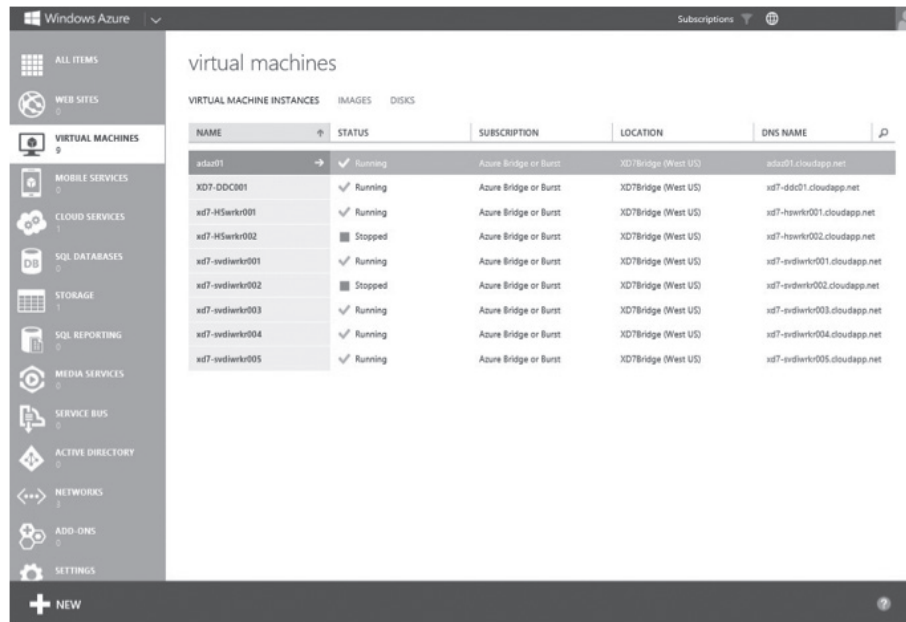 Windows Azure
Subscriptions
ALL ITEMS
WEB SITES
0
VIRTUAL MACHINES
9
MOBILE SERVICES
0
CLOUD SERVICES
1
SQL DATABASES
0
STORAGE
1
SQL REPORTING
0
MEDIA SERVICES
0
SERVICE BUS
0
ACTIVE DIRECTORY
0
NETWORKS
3
ADD-ONS
0
SETTINGS
virtual machines
VIRTUAL MACHINE INSTANCES IMAGES DISKS
NAME STATUS SUBSCRIPTION LOCATION DNS NAME
adaz01 Running Azure Bridge or Burst XD7Bridge (West US) adaz01.cloudapp.net
XD7-DDC001 Running Azure Bridge or Burst XD7Bridge (West US) xd7-ddc01.cloudapp.net
xd7-HSwrkr001 Running Azure Bridge or Burst XD7Bridge (West US) xd7-hswrkr001.cloudapp.net
xd7-HSwrkr002 Stopped Azure Bridge or Burst XD7Bridge (West US) xd7-hswrkr002.cloudapp.net
xd7-svdiwrkr001 Running Azure Bridge or Burst XD7Bridge (West US) xd7-svdiwrkr001.cloudapp.net
xd7-svdiwrkr002 Stopped Azure Bridge or Burst XD7Bridge (West US) xd7-svdwrkr002.cloudapp.net
xd7-svdiwrkr003 Running Azure Bridge or Burst XD7Bridge (West US) xd7-svdiwrkr003.cloudapp.net
xd7-svdiwrkr004 Running Azure Bridge or Burst XD7Bridge (West US) xd7-svdiwrkr004.cloudapp.net
xd7-svdiwrkr005 Running Azure Bridge or Burst XD7Bridge (West US) xd7-svdiwrkr005.cloudapp.net
DB
NEW
?